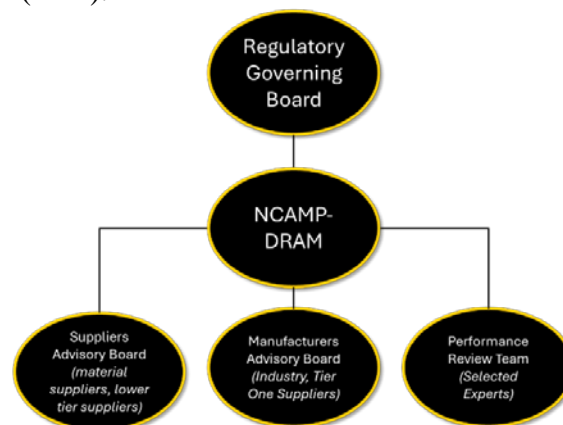 Regulatory
Governing
Board
NCAMP-
DRAM
Suppliers
Advisory Board
(material
suppliers, lower
tier suppliers)
Manufacturers
Advisory Board
(Industry, Tier
One Suppliers)
Performance
Review Team
(Selected
Experts)